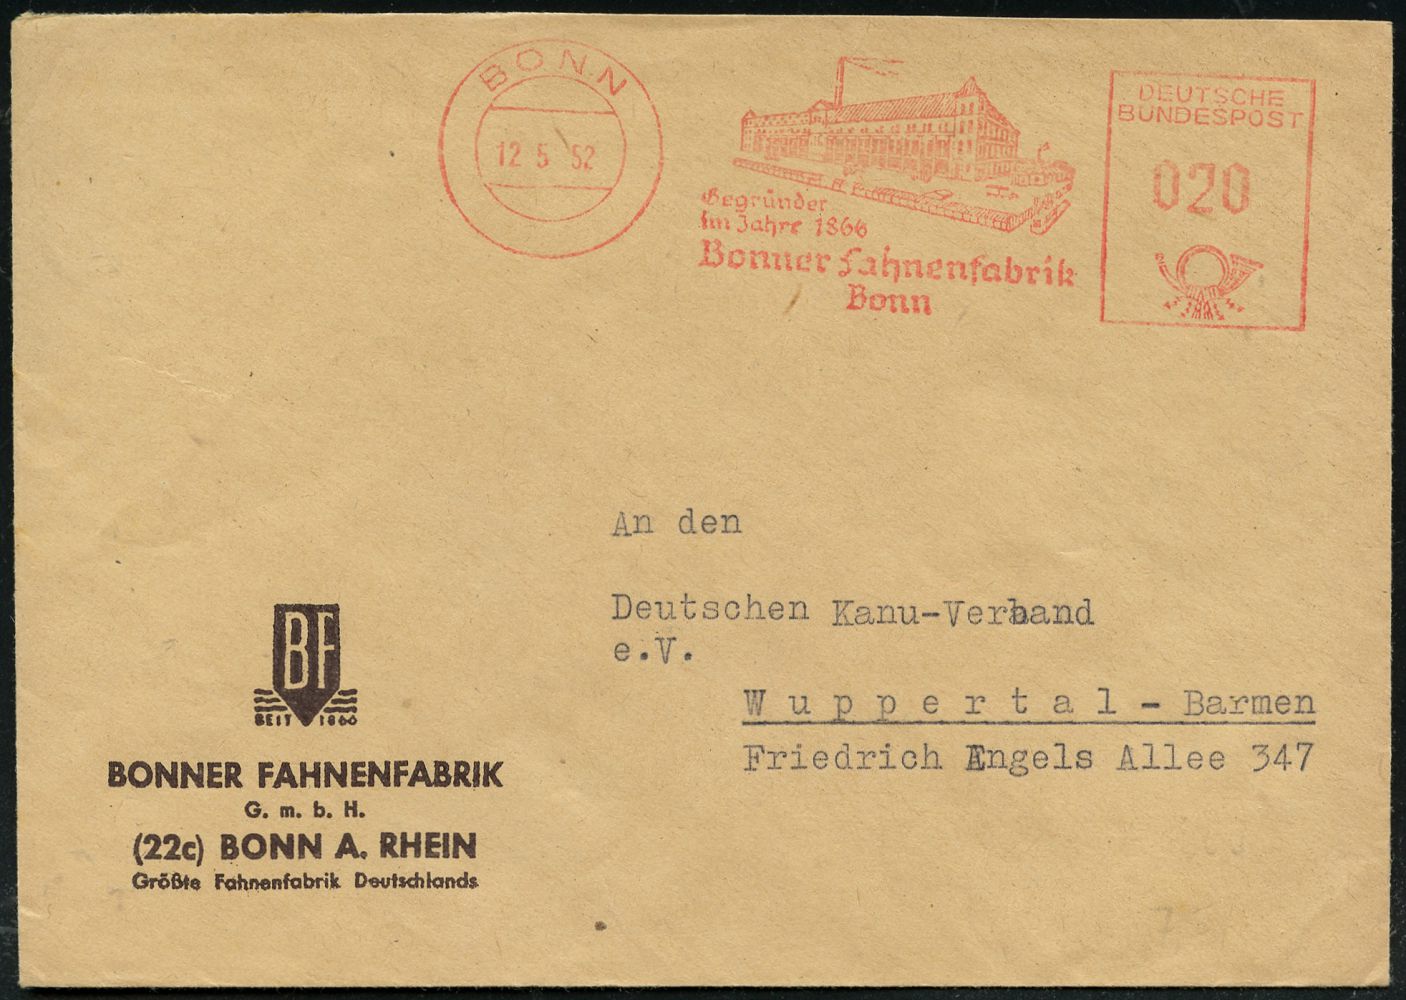 BONN
12 5 52
Gegründet
im Jahre 1866
Bonner Fahnenfabrik
Bonn
DEUTSCHE
BUNDESPOST
020
An den
Deutschen Kanu-Verband
e.V.
Wuppertal - Barmen
Friedrich Engels Allee 347
BF
SEIT 1866
BONNER FAHNENFABRIK
G. m. b. H.
(22c) BONN A. RHEIN
Größte Fahnenfabrik Deutschlands